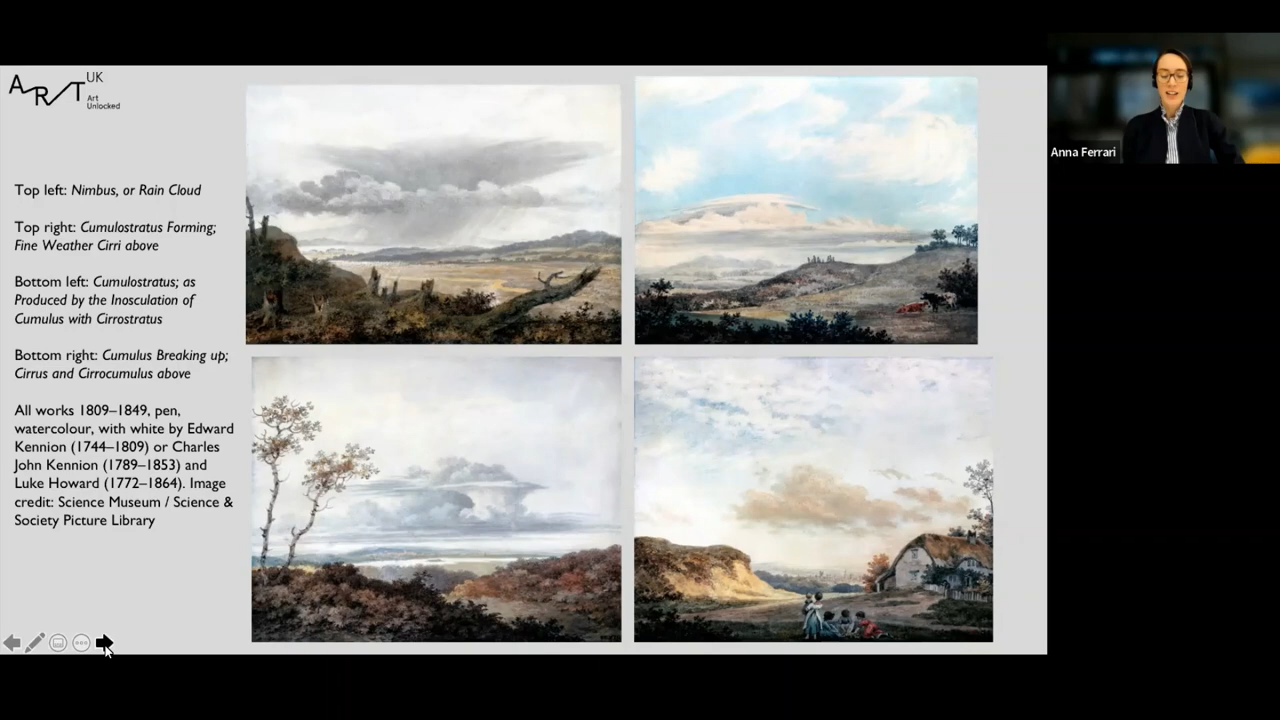 ART UK
Art
Unlocked
Top left: Nimbus, or Rain Cloud
Top right: Cumulostratus Forming;
Fine Weather Cirri above
Bottom left: Cumulostratus; as
Produced by the Inosculation of
Cumulus with Cirrostratus
Bottom right: Cumulus Breaking up;
Cirrus and Cirrocumulus above
All works 1809–1849, pen,
watercolour, with white by Edward
Kennion (1744–1809) or Charles
John Kennion (1789–1853) and
Luke Howard (1772–1864). Image
credit: Science Museum / Science &
Society Picture Library
Anna Ferrari